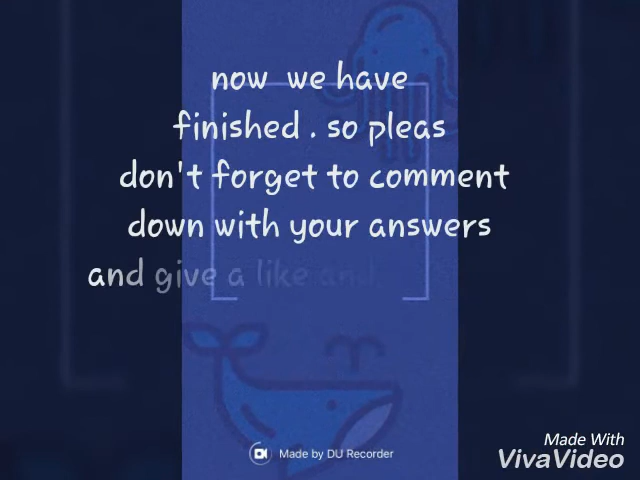 now we have
finished . so pleas
don't forget to comment
down with your answers
and give a like and
Made by DU Recorder
Made With
VivaVideo